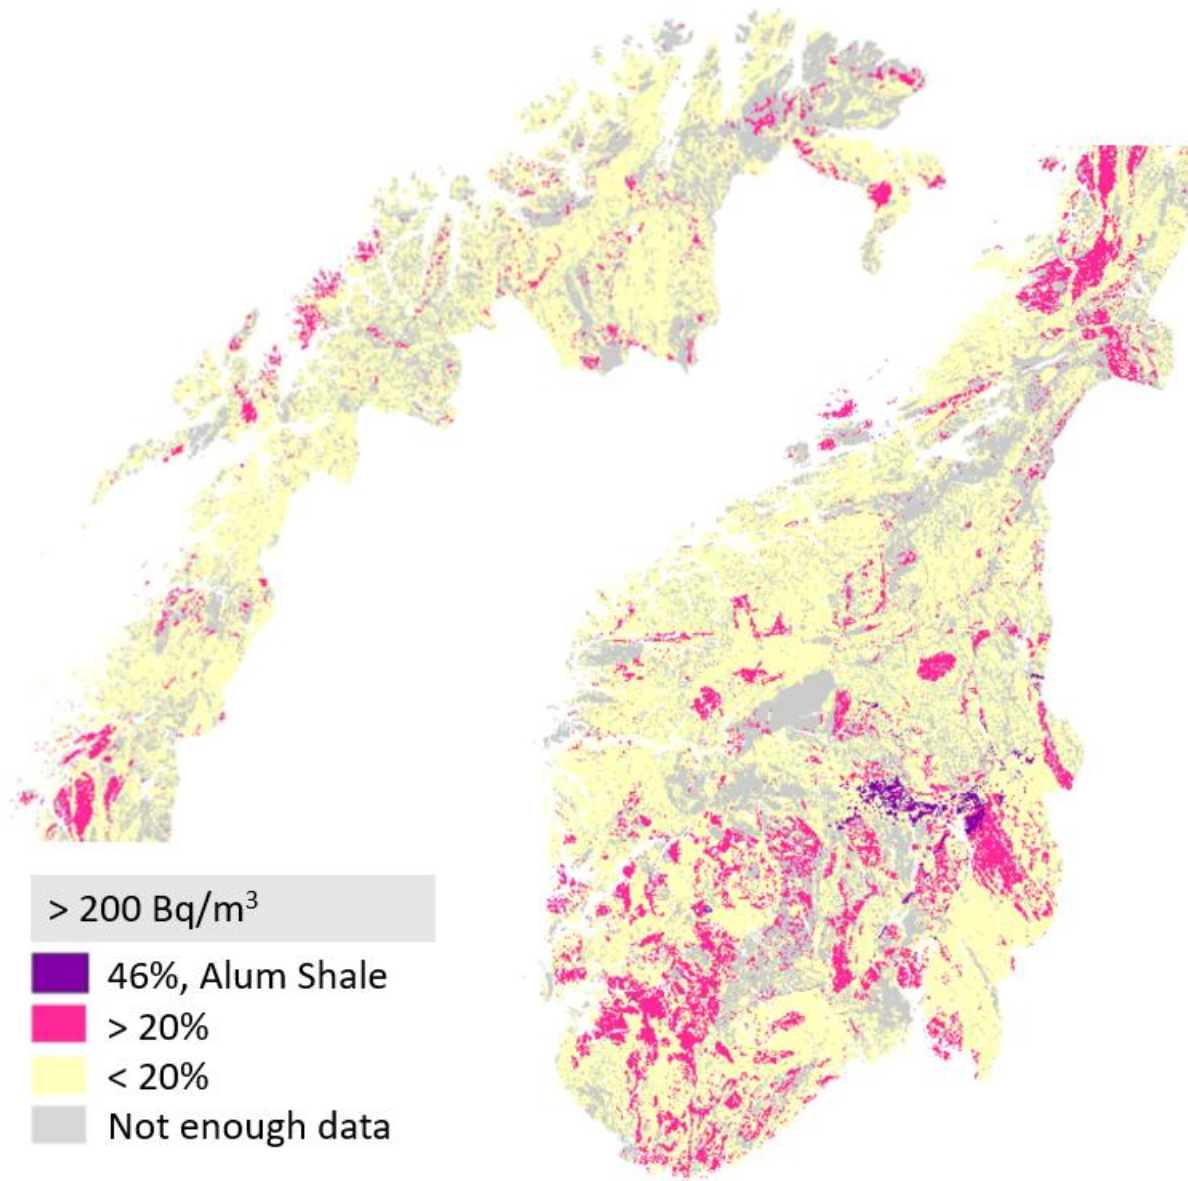 > 200 Bq/m³
46%, Alum Shale
> 20%
< 20%
Not enough data